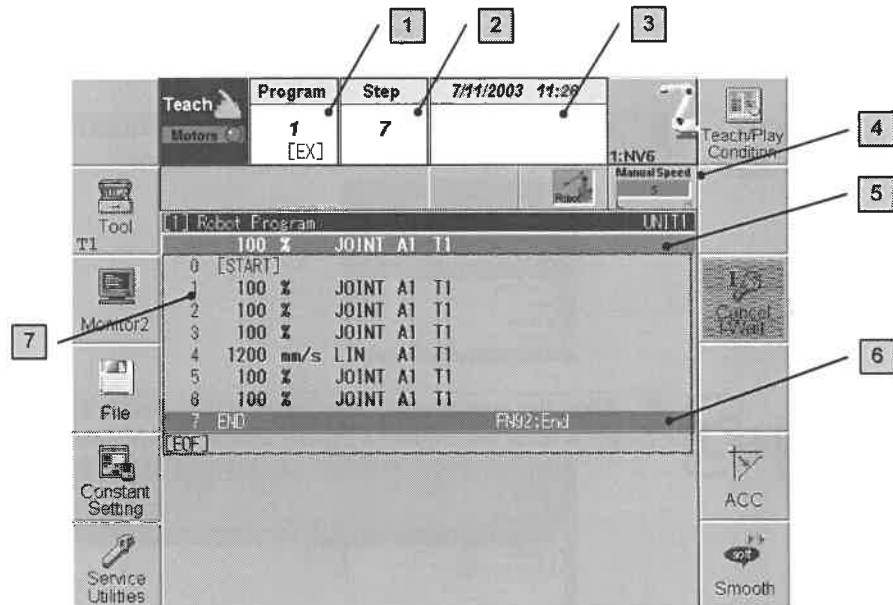 1 2 3
Teach Program Step 7/11/2003 11:26
Motors 1 7
[EX]
1:NV6
Teach/Play
Condition
4
Manual Speed
5
Robot
5
Tool
T1
[1] Robot Program UNIT1
100 % JOINT A1 T1
0 [START]
1 100 % JOINT A1 T1
2 100 % JOINT A1 T1
3 100 % JOINT A1 T1
4 1200 mm/s LIN A1 T1
5 100 % JOINT A1 T1
6 100 % JOINT A1 T1
7 END FN92;End
[EOF]
Monitor2
7
Cancel
I-Wait
6
File
Constant
Setting
ACC
Service
Utilities
Smooth